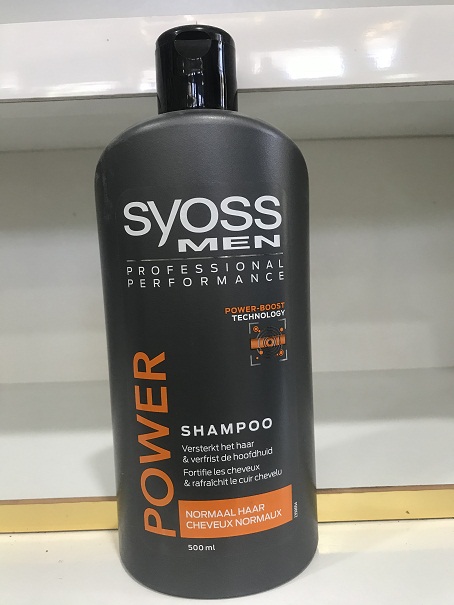 syoss
MEN
PROFESSIONAL
PERFORMANCE
POWER-BOOST
TECHNOLOGY
POWER
SHAMPOO
Versterkt het haar
& verfrist de hoofdhuid
Fortifie les cheveux
& rafraîchit le cuir chevelu
NORMAAL HAAR
CHEVEUX NORMAUX
500 ml